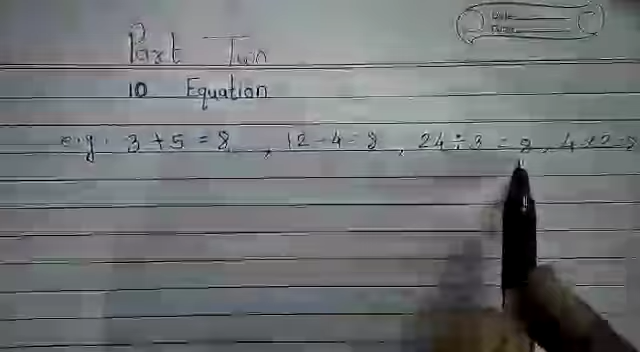 Part Two
10 Equation
e.g. 3 + 5 = 8 , 12 - 4 = 8 , 24 ÷ 3 = 8 , 4 × 2 = 8